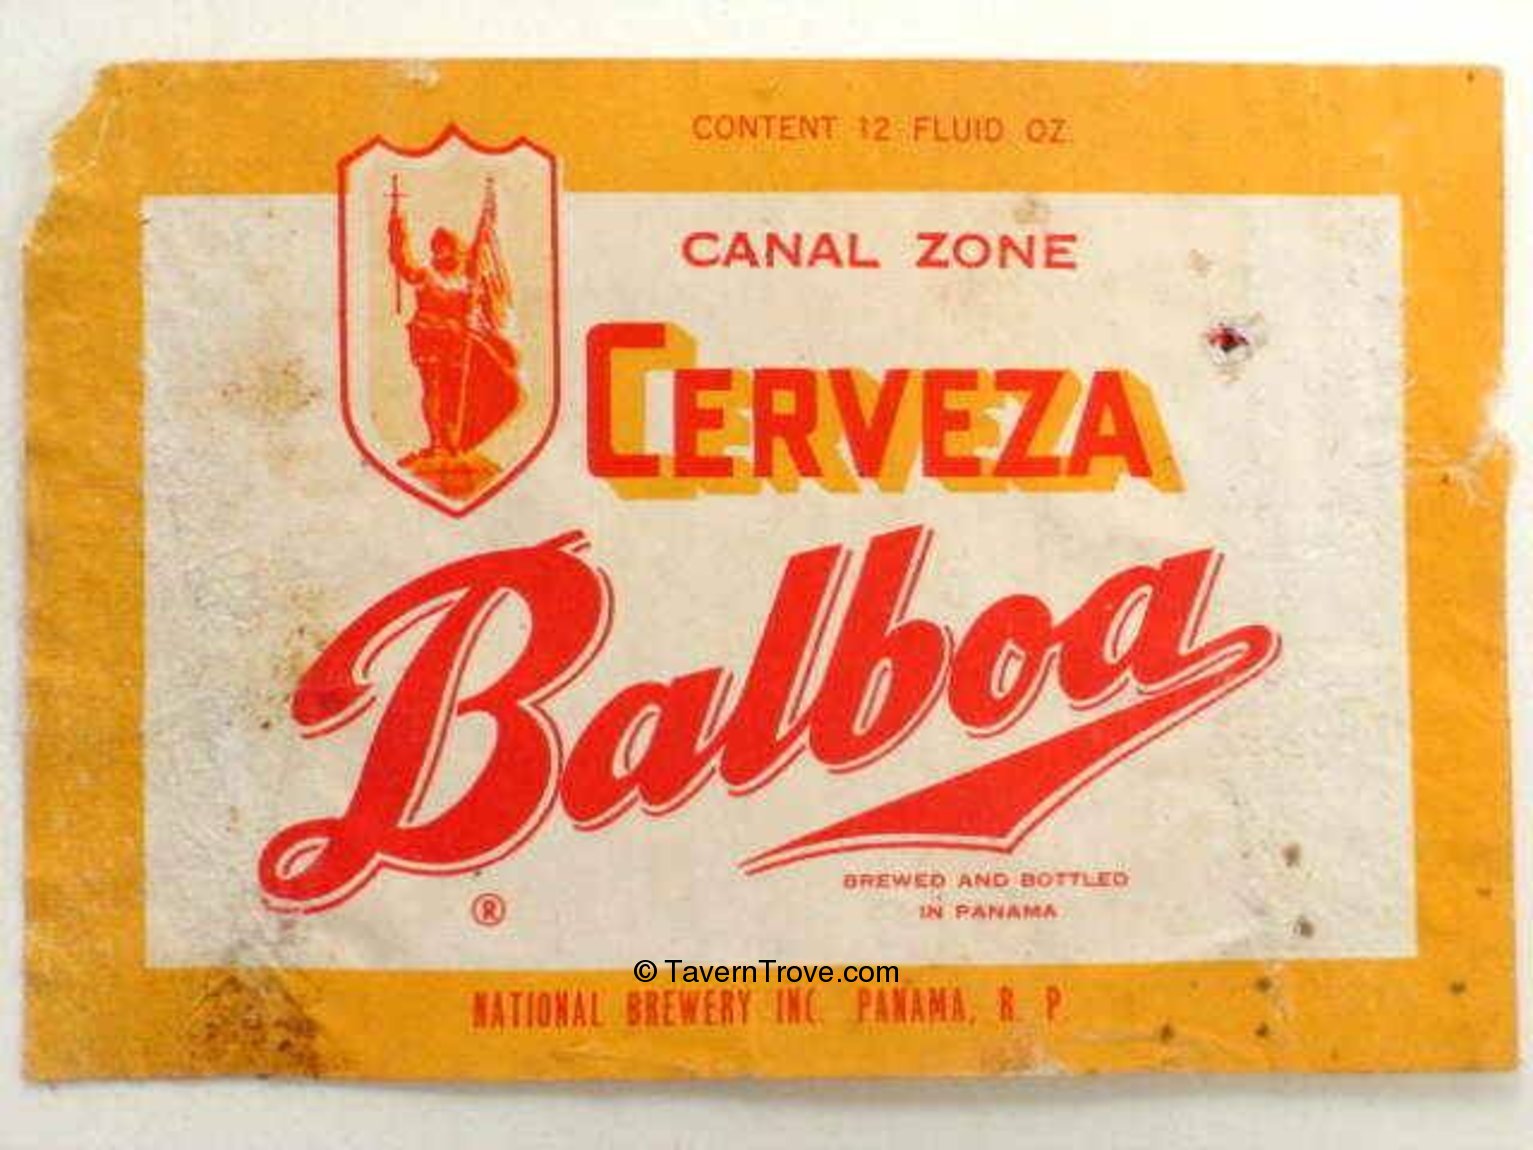 CONTENT 12 FLUID OZ
CANAL ZONE
CERVEZA
Balboa
®
BREWED AND BOTTLED
IN PANAMA
© TavernTrove.com
NATIONAL BREWERY INC. PANAMA, R. P.